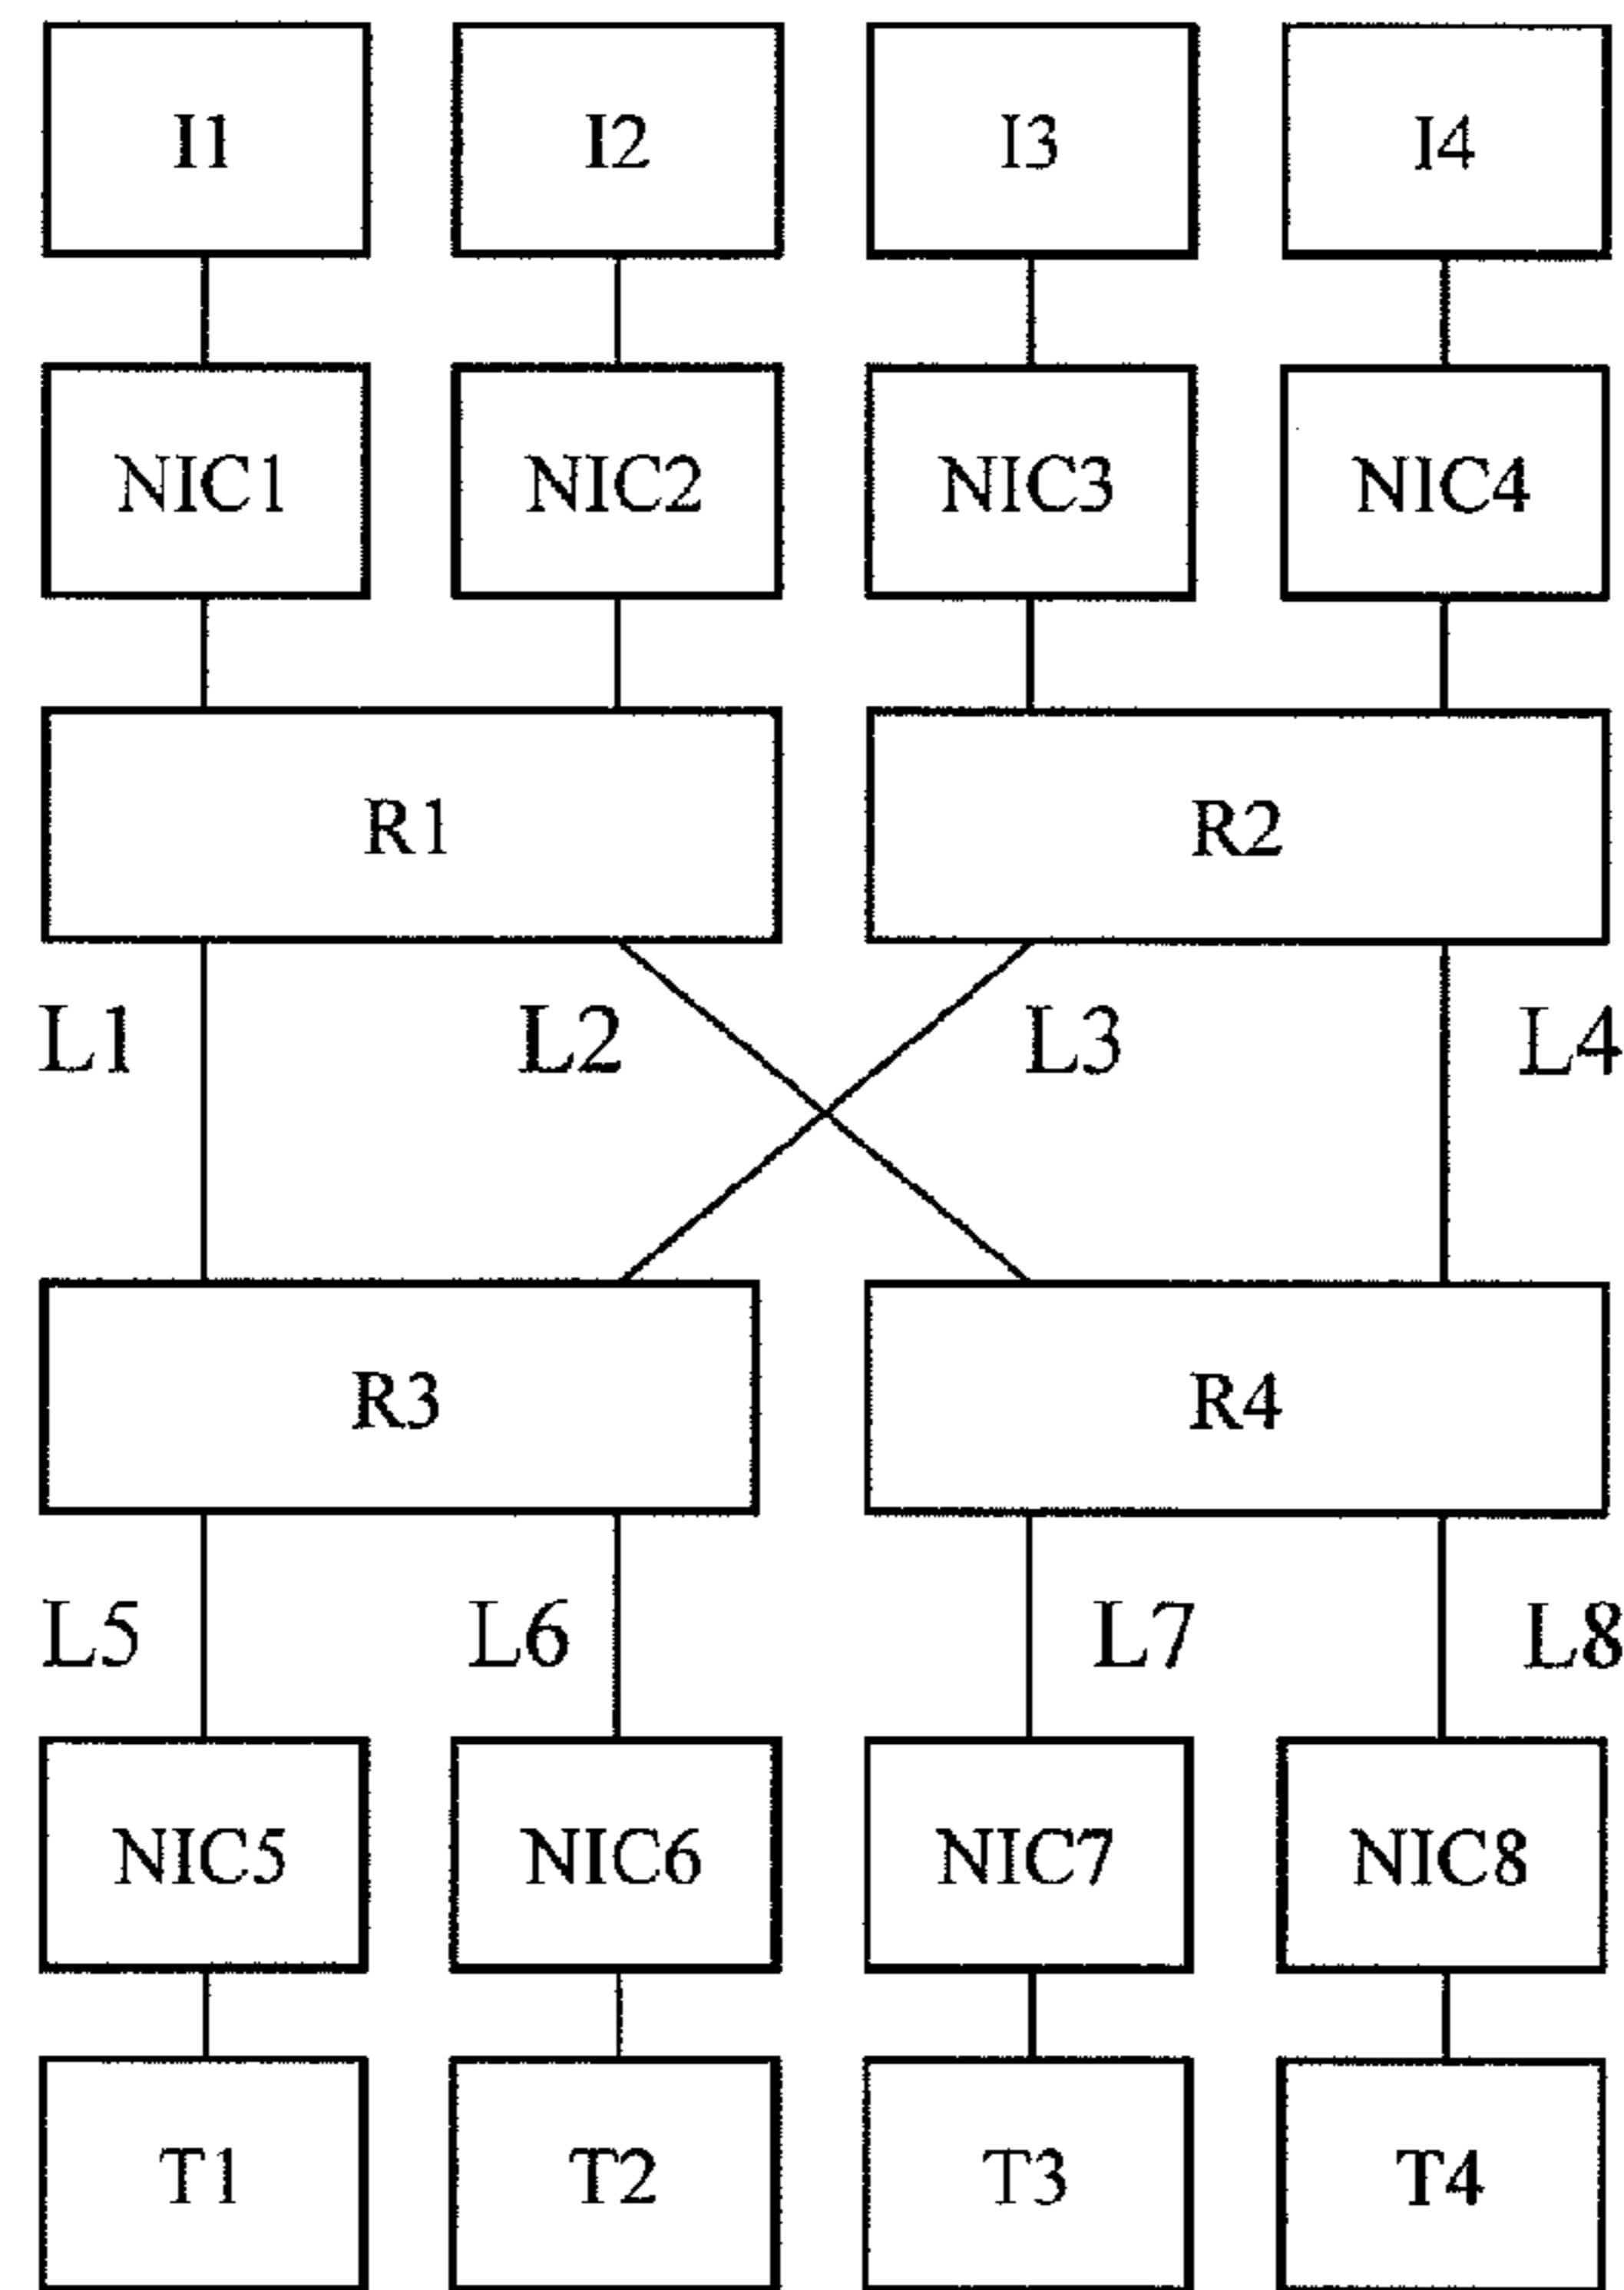 I1 I2 I3 I4
NIC1 NIC2 NIC3 NIC4
R1 R2
L1 L2 L3 L4
R3 R4
L5 L6 L7 L8
NIC5 NIC6 NIC7 NIC8
T1 T2 T3 T4